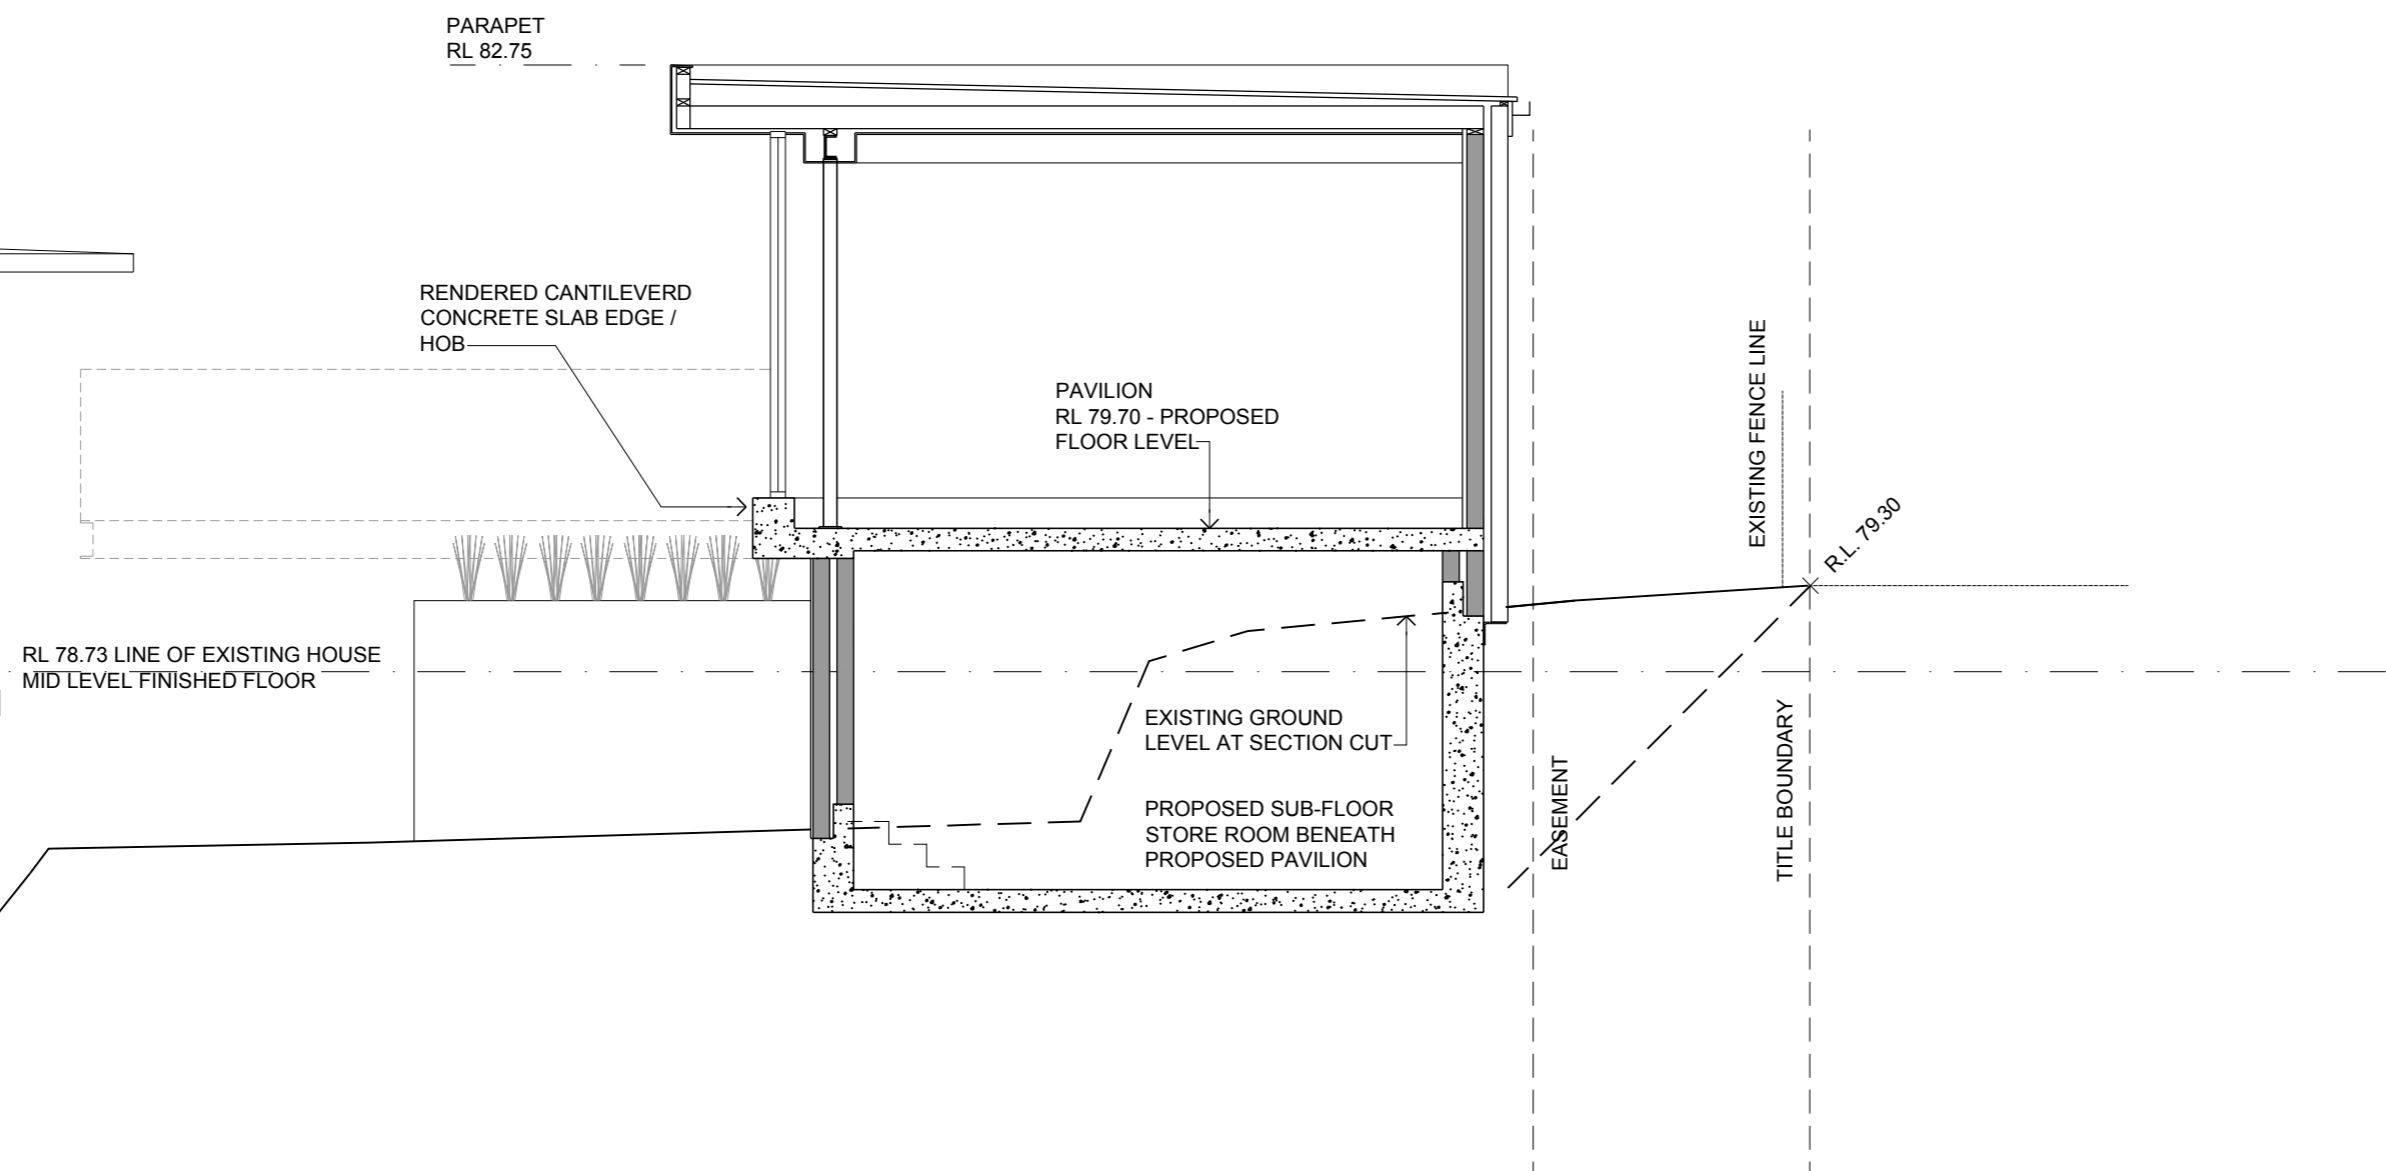 PARAPET
RL 82.75
RENDERED CANTILEVERD
CONCRETE SLAB EDGE /
HOB
PAVILION
RL 79.70 - PROPOSED
FLOOR LEVEL
EXISTING FENCE LINE
R.L. 79.30
RL 78.73 LINE OF EXISTING HOUSE
MID LEVEL FINISHED FLOOR
EXISTING GROUND
LEVEL AT SECTION CUT
PROPOSED SUB-FLOOR
STORE ROOM BENEATH
PROPOSED PAVILION
EASEMENT
TITLE BOUNDARY